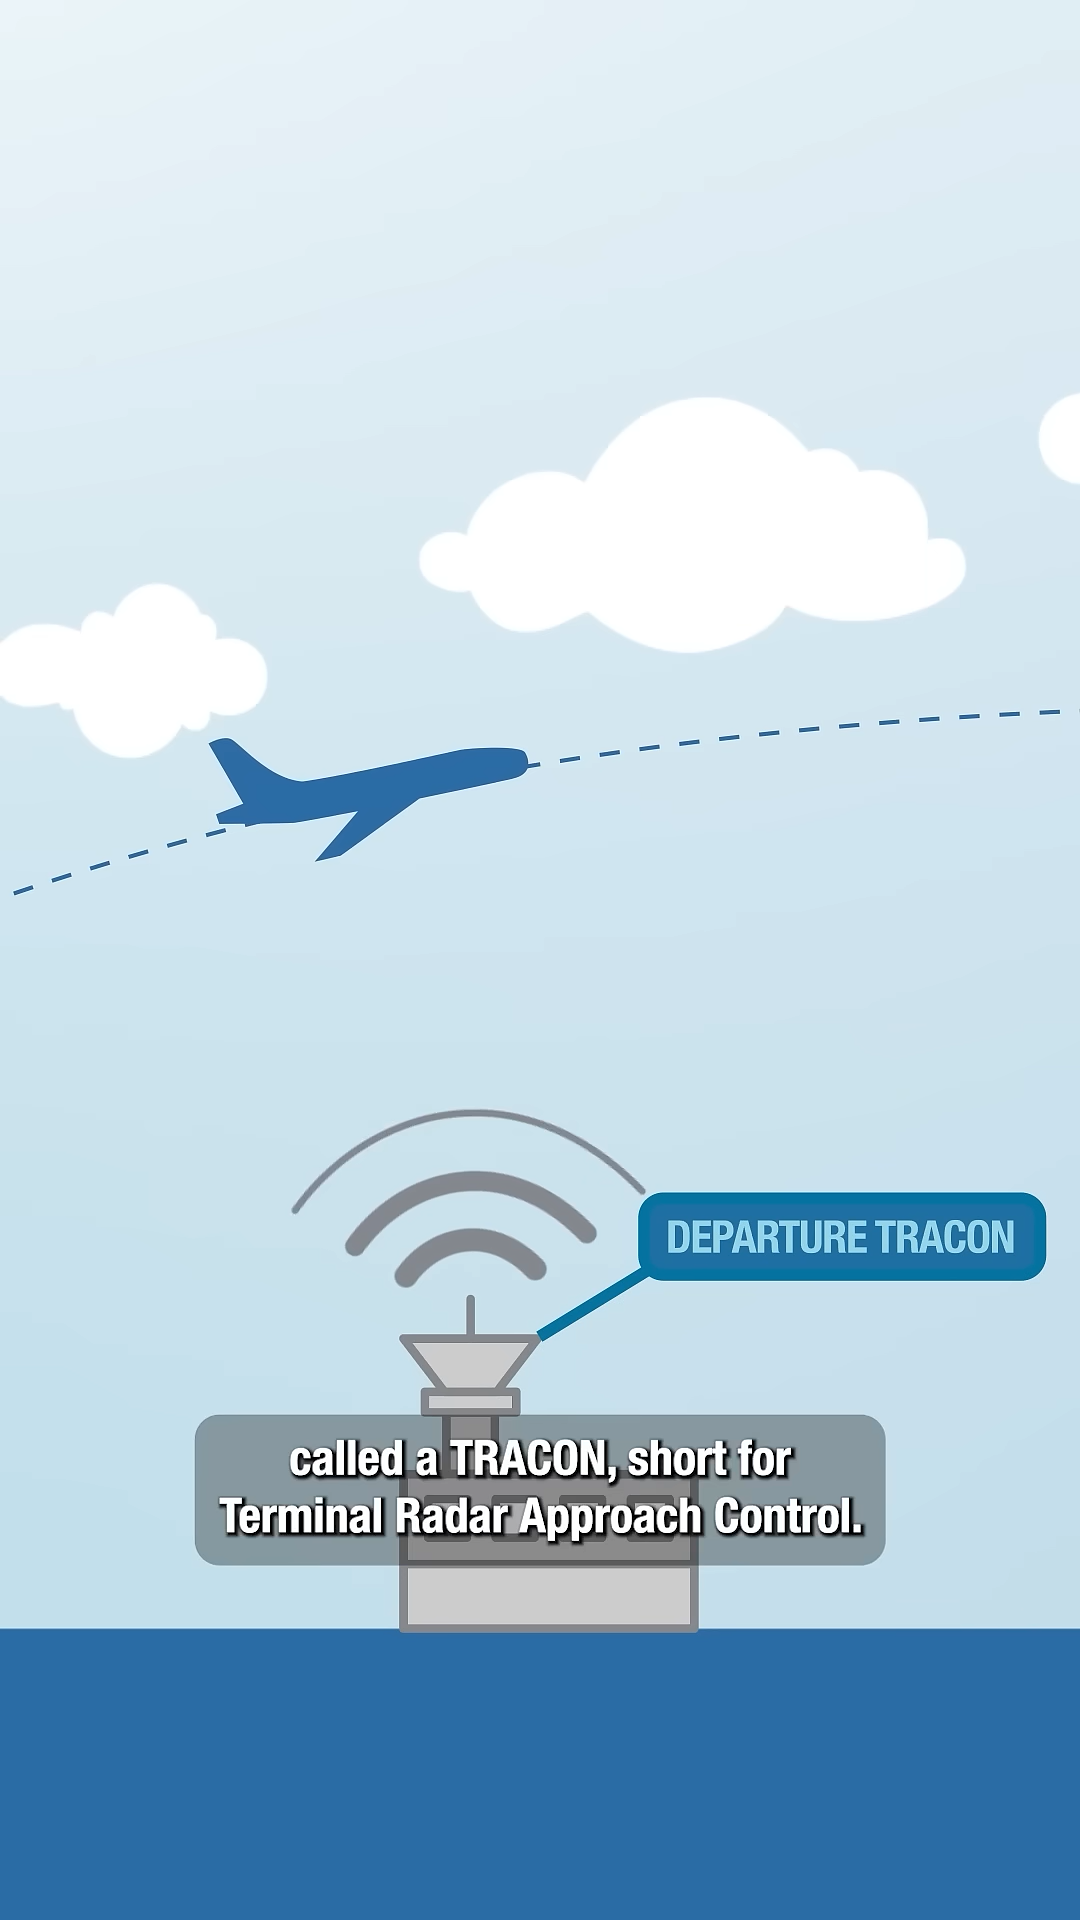 DEPARTURE TRACON
called a TRACON, short for
Terminal Radar Approach Control.